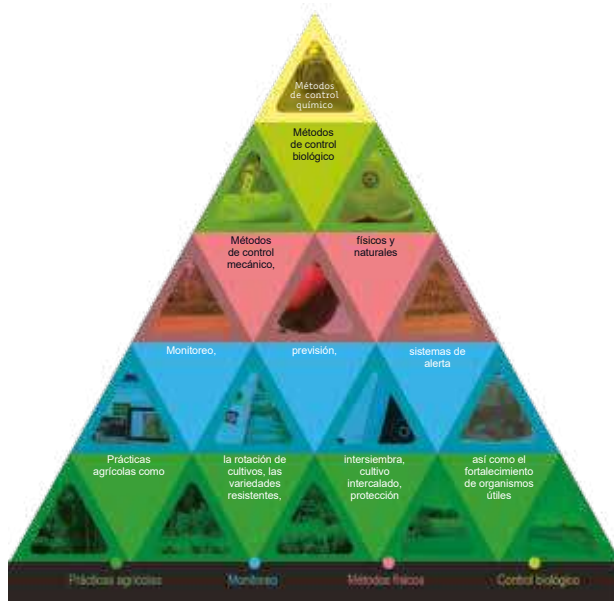 Métodos
de control
químico
Métodos
de control
biológico
Métodos
de control
mecánico,
físicos y
naturales
Monitoreo,
previsión,
sistemas de
alerta
Prácticas
agrícolas como
la rotación de
cultivos, las
variedades
resistentes,
intersiembra,
cultivo
intercalado,
protección
así como el
fortalecimiento
de organismos
útiles
Prácticas agrícolas
Monitoreo
Métodos físicos
Control biológico